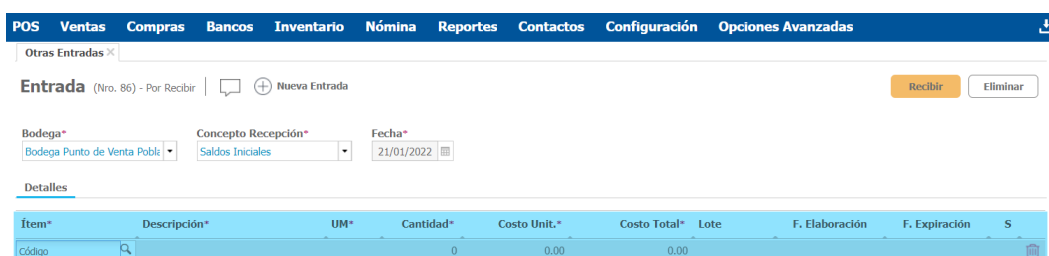 POS Ventas Compras Bancos Inventario Nómina Reportes Contactos Configuración Opciones Avanzadas
Otras Entradas
Entrada (Nro. 86) - Por Recibir Nueva Entrada Recibir Eliminar
Bodega* Concepto Recepción* Fecha*
Bodega Punto de Venta Pobla Saldos Iniciales 21/01/2022
Detalles
Ítem* Descripción* UM* Cantidad* Costo Unit.* Costo Total* Lote F. Elaboración F. Expiración S
Código 0 0.00 0.00